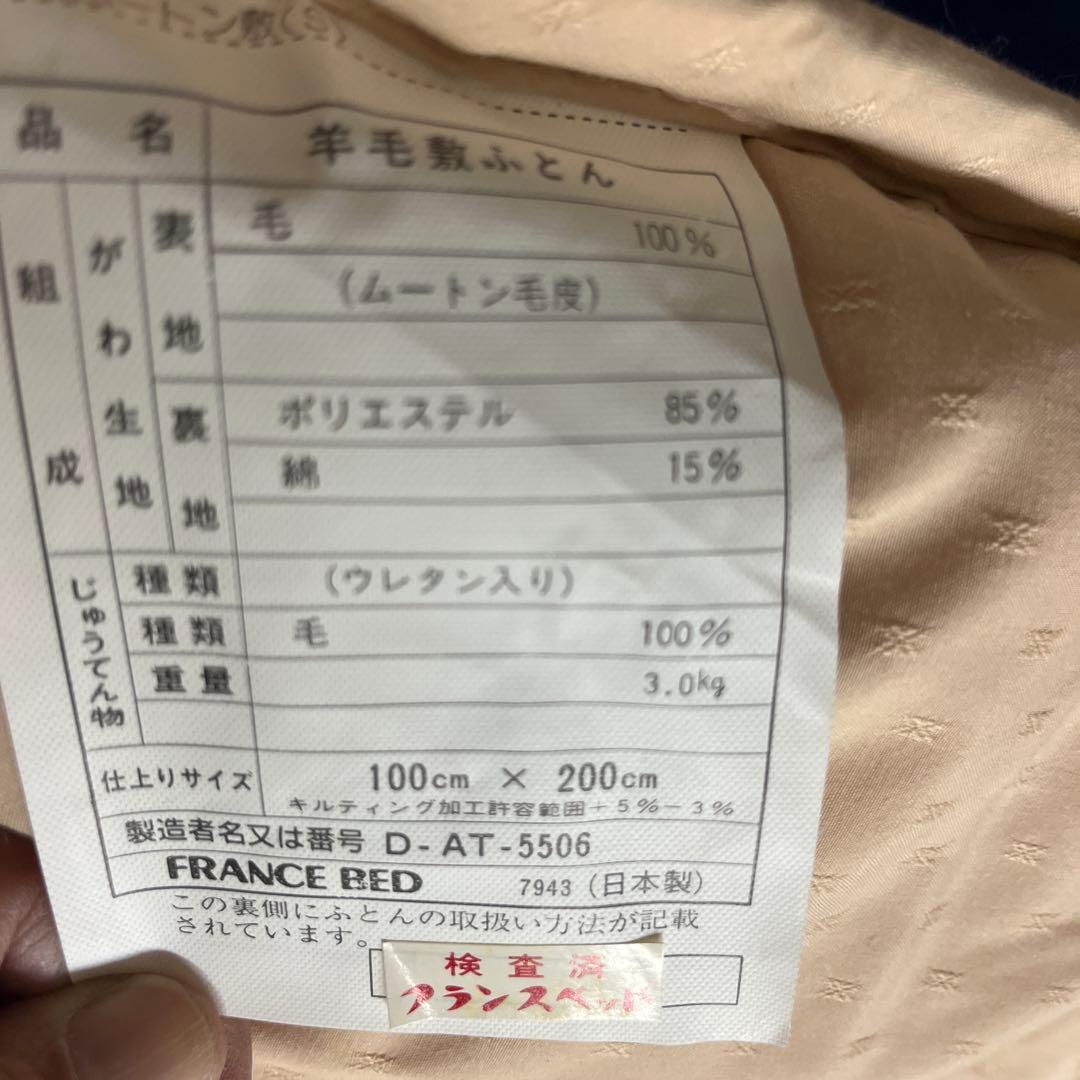 ートン敷(S)
品名 羊毛敷ふとん
組成 がわ生地 表地 毛 100%
(ムートン毛皮)
裏地 ポリエステル 85%
綿 15%
じゅうてん物 種類 (ウレタン入り)
種類 毛 100%
重量 3.0kg
仕上りサイズ 100cm × 200cm
キルティング加工許容範囲+5%-3%
製造者名又は番号 D-AT-5506
FRANCE BED 7943 (日本製)
この裏側にふとんの取扱い方法が記載
されています。
検査済
フランスベッド